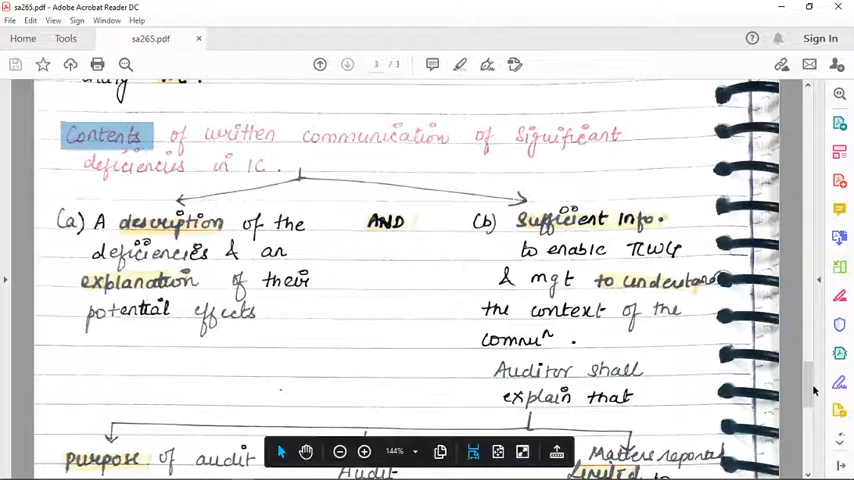 sa265.pdf - Adobe Acrobat Reader DC
File Edit View Sign Window Help
Home Tools sa265.pdf × Sign In
3 / 3
Contents of written communication of significant
deficiencies in IC.
(a) A description of the
deficiencies & an
explanation of their
potential effects
AND
(b) Sufficient Info.
to enable TCWG
& mgt to understand
the context of the
commun.
Auditor shall
explain that
purpose of audit
Audit
Matters reported
Limited to
144%